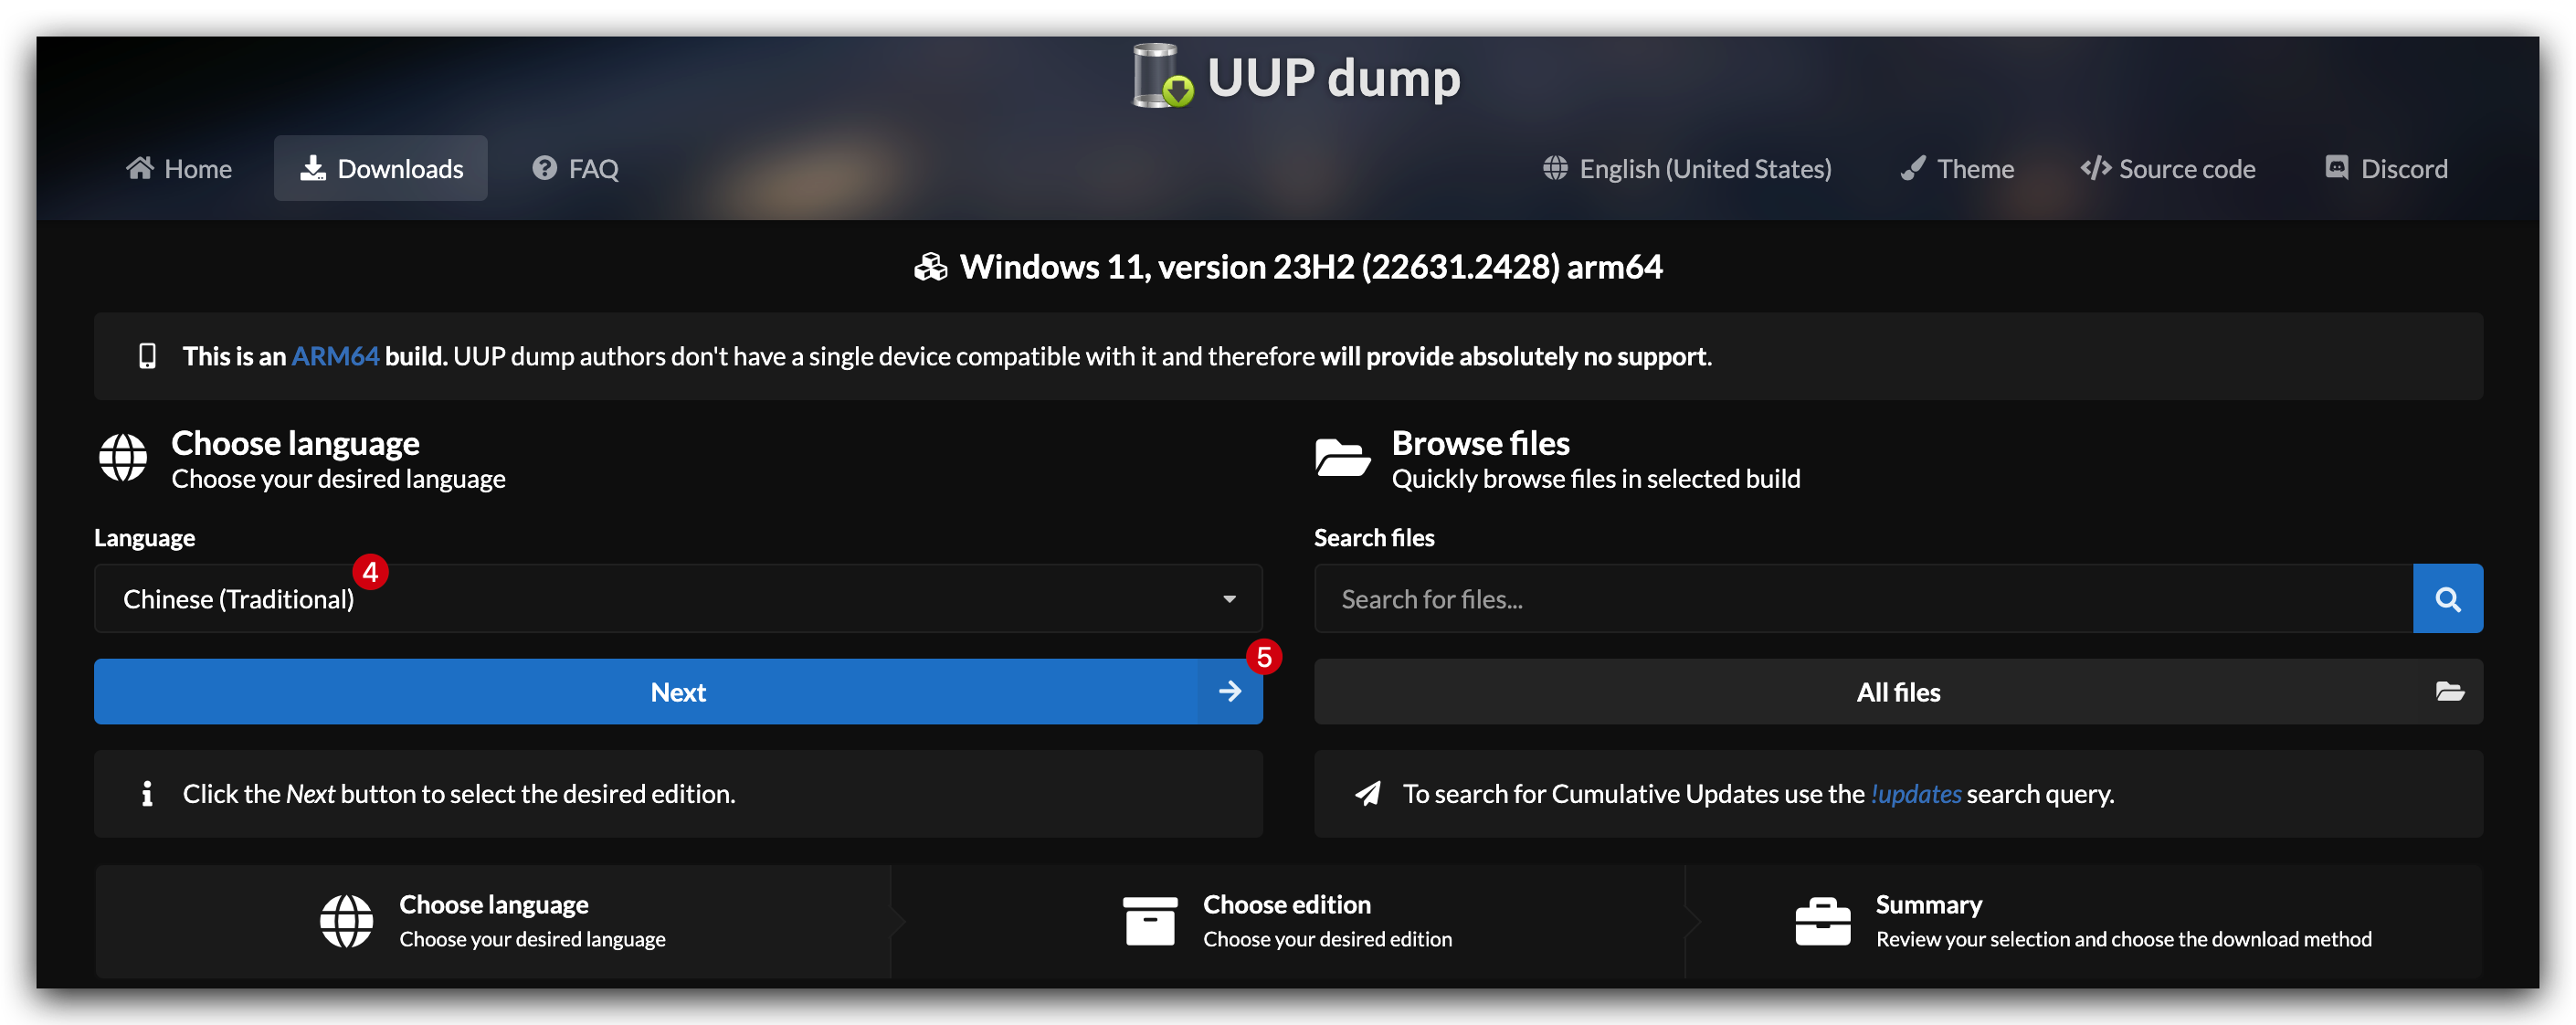 UUP dump
Home
Downloads
FAQ
English (United States)
Theme
Source code
Discord
Windows 11, version 23H2 (22631.2428) arm64
This is an ARM64 build. UUP dump authors don't have a single device compatible with it and therefore will provide absolutely no support.
Choose language
Choose your desired language
Language
Chinese (Traditional)
4
Next
5
Click the Next button to select the desired edition.
Browse files
Quickly browse files in selected build
Search files
Search for files...
All files
To search for Cumulative Updates use the !updates search query.
Choose language
Choose your desired language
Choose edition
Choose your desired edition
Summary
Review your selection and choose the download method